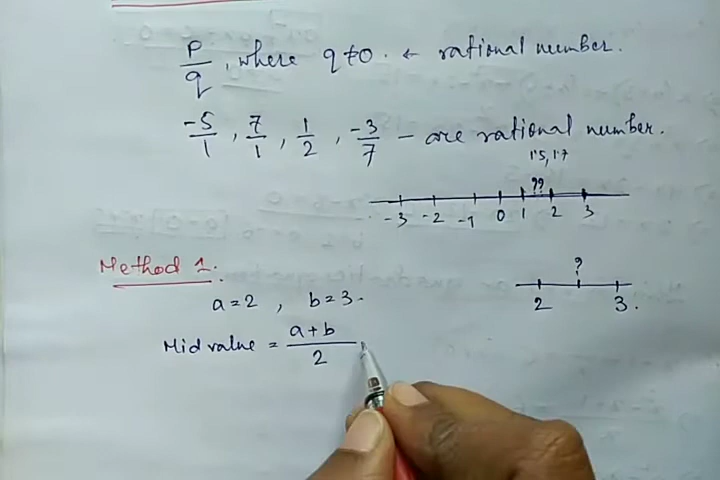 P/q, where q≠0. ← rational number.
-5/1, 7/1, 1/2, -3/7 - are rational number.
1.5, 1.7
??
-3 -2 -1 0 1 2 3
Method 1:
?
2 3.
a=2, b=3.
Mid value = a+b/2